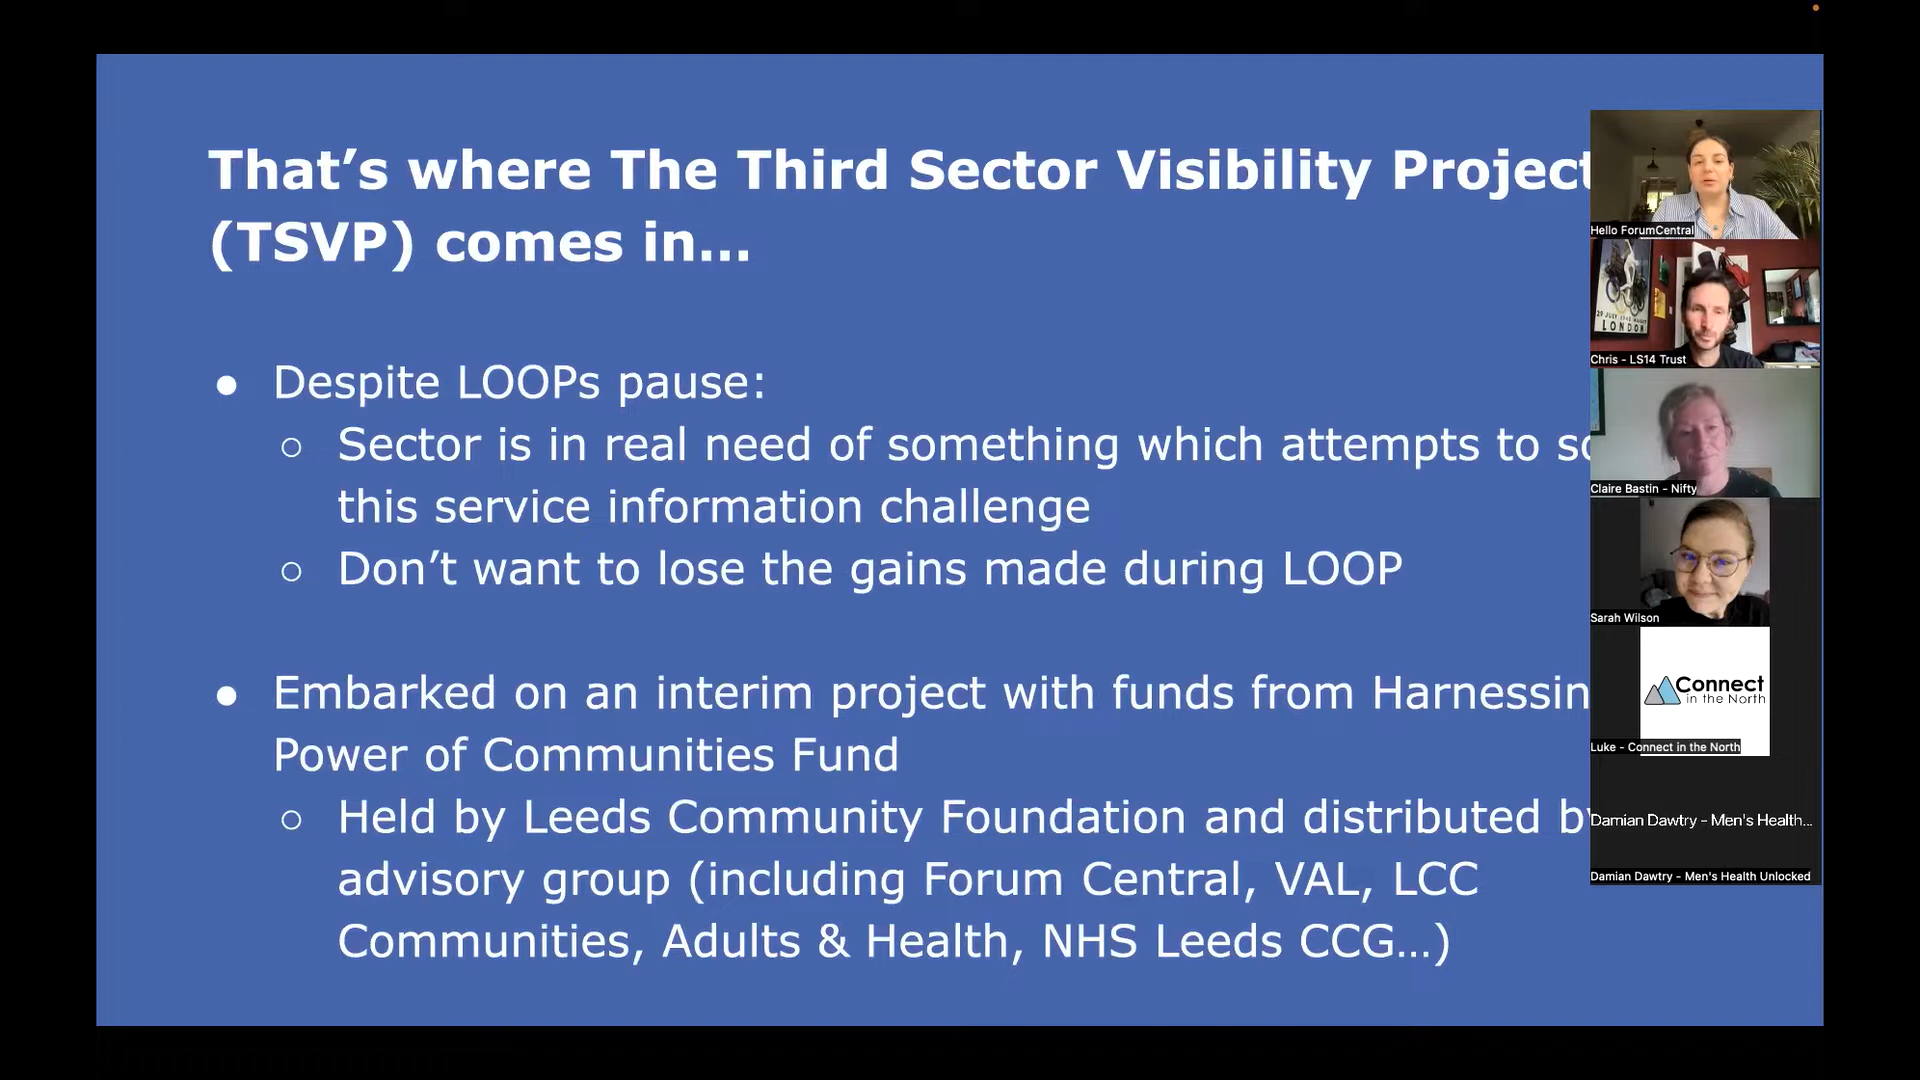 That’s where The Third Sector Visibility Project
(TSVP) comes in...
● Despite LOOPs pause:
○ Sector is in real need of something which attempts to
this service information challenge
○ Don’t want to lose the gains made during LOOP
● Embarked on an interim project with funds from
Power of Communities Fund
○ Held by Leeds Community Foundation and distributed
advisory group (including Forum Central, VAL, LCC
Communities, Adults & Health, NHS Leeds CCG...)
Hello ForumCentral
LONDON
Chris - LS14 Trust
Claire Bastin - Nifty
Sarah Wilson
Connect
in the North
Luke - Connect in the North
Damian Dawtry - Men's Health...
Damian Dawtry - Men's Health Unlocked